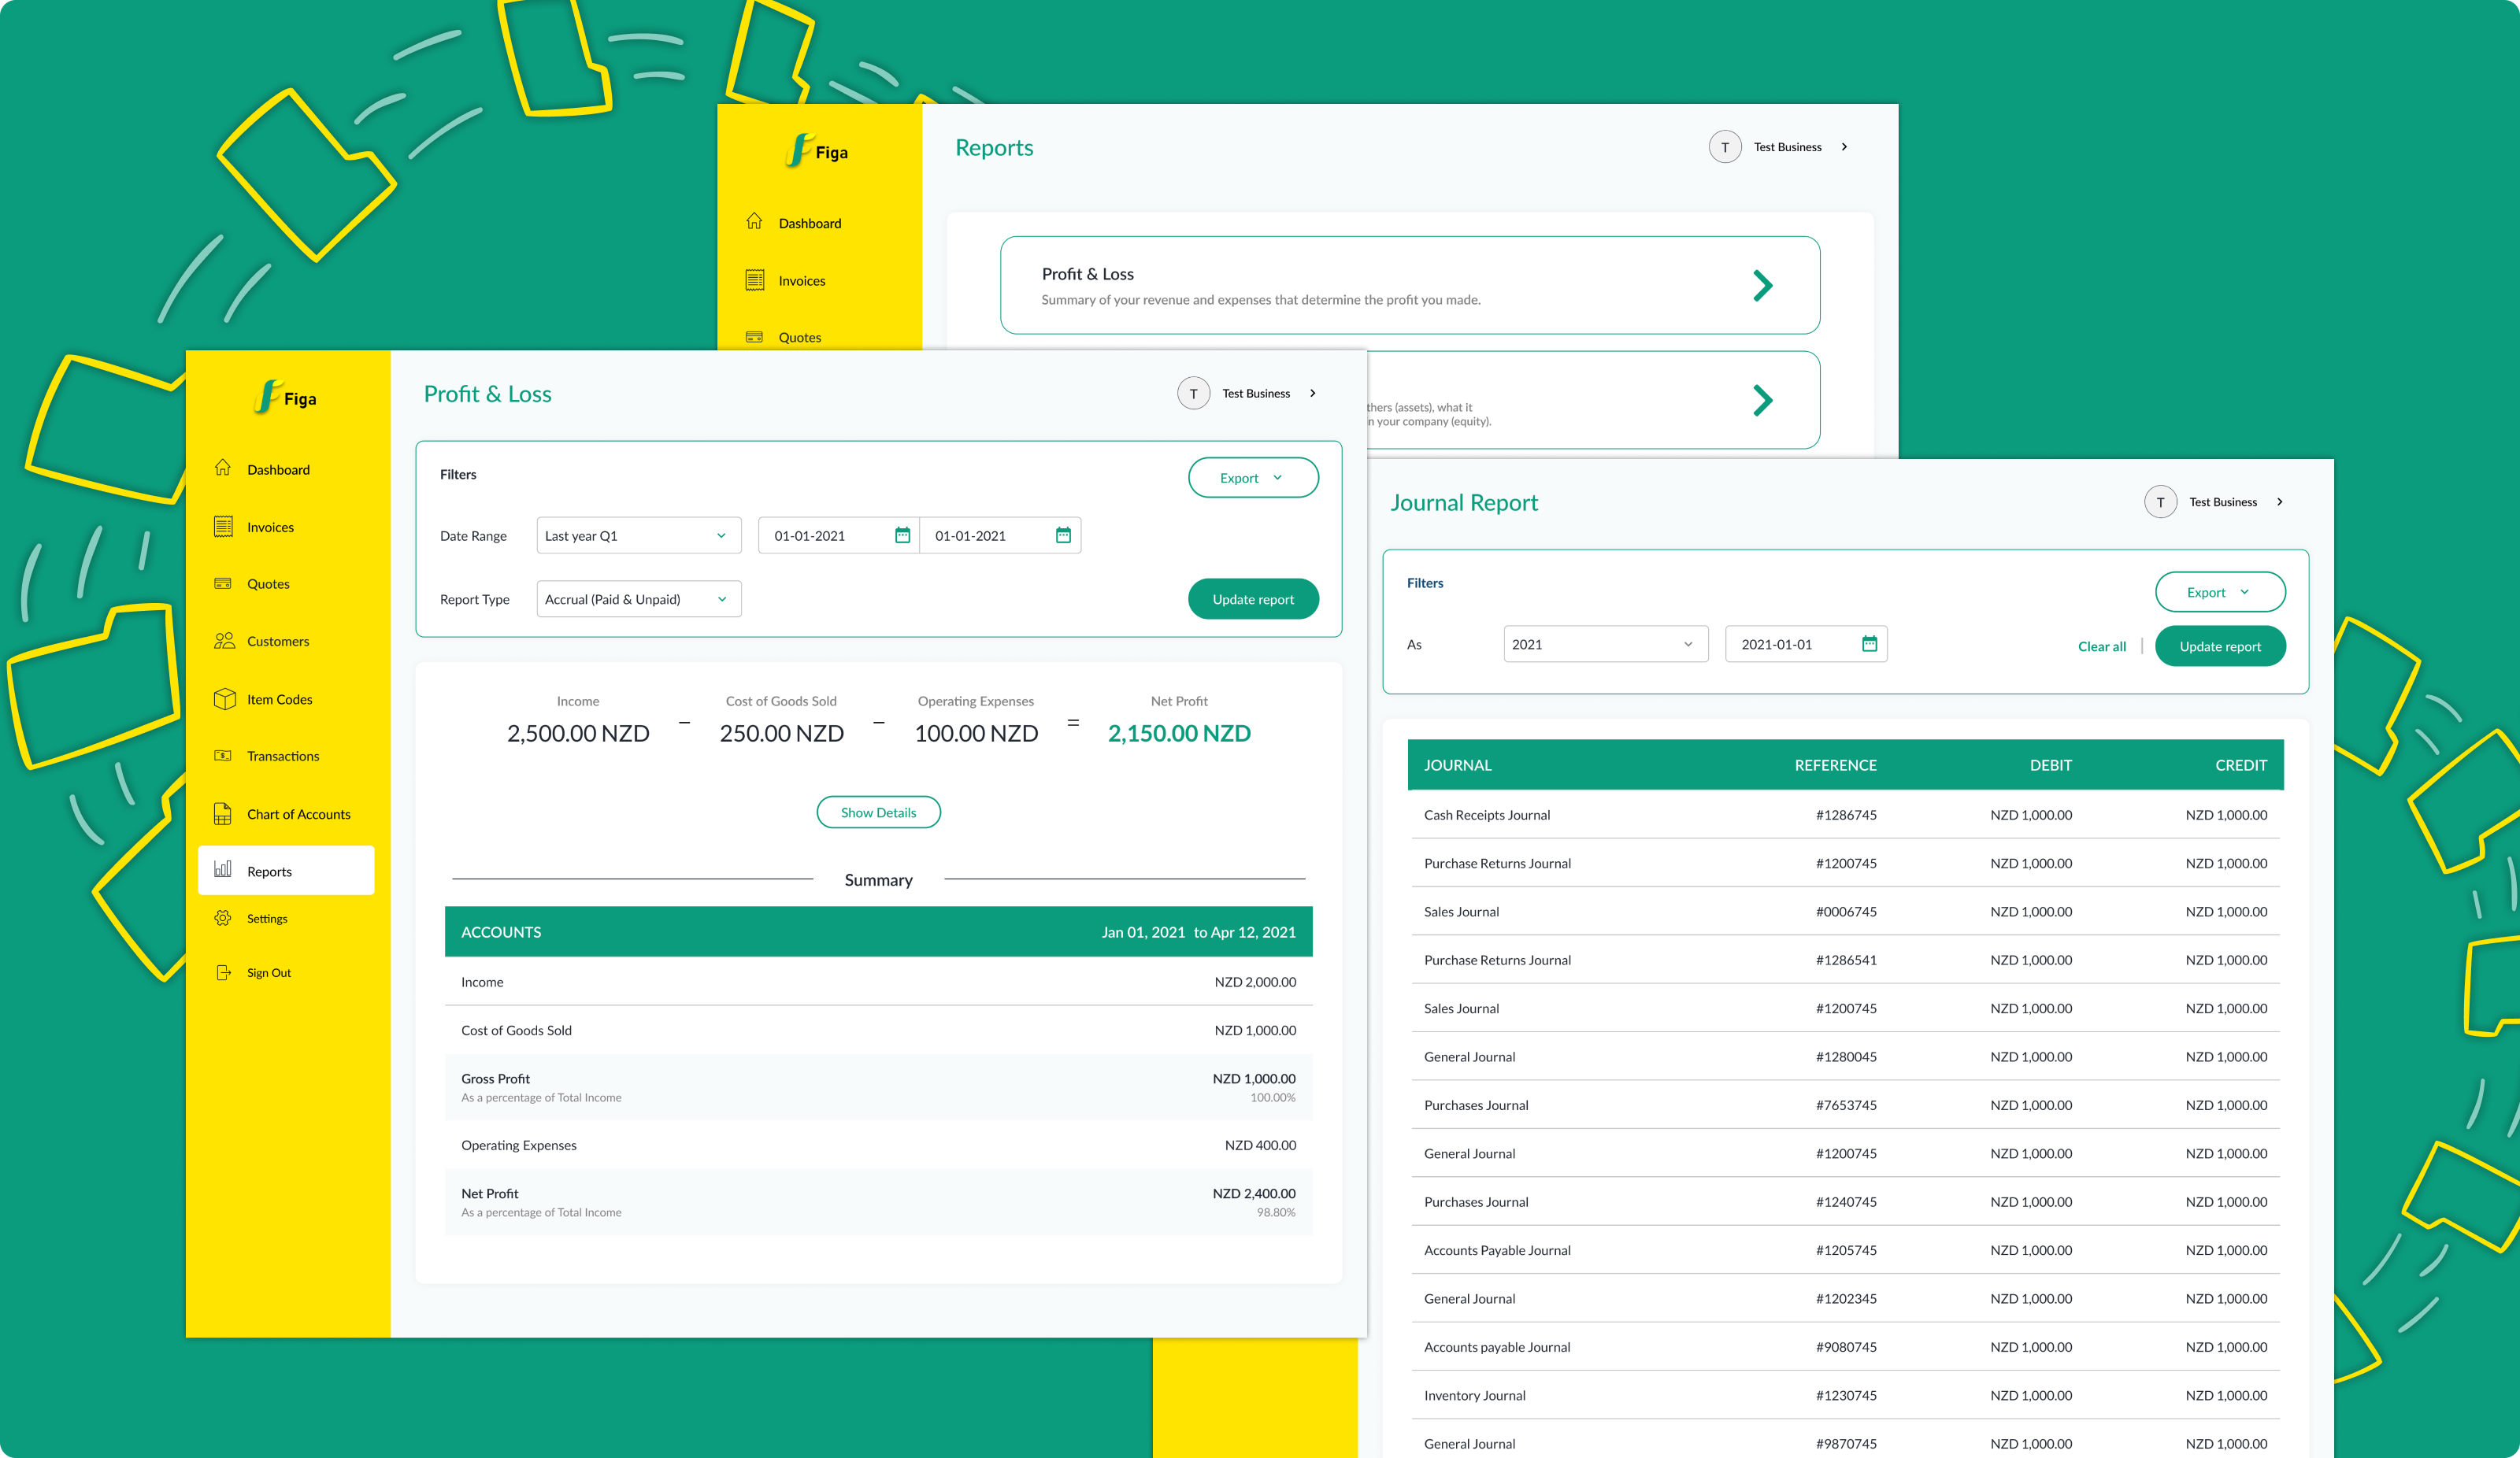 Figa
Reports
T Test Business
Dashboard
Invoices
Quotes
Profit & Loss
Summary of your revenue and expenses that determine the profit you made.
thers (assets), what it
n your company (equity).
Figa
Dashboard
Invoices
Quotes
Customers
Item Codes
Transactions
Chart of Accounts
Reports
Settings
Sign Out
Profit & Loss
T Test Business
Filters
Export
Date Range Last year Q1 01-01-2021 01-01-2021
Report Type Accrual (Paid & Unpaid) Update report
Income Cost of Goods Sold Operating Expenses Net Profit
2,500.00 NZD – 250.00 NZD – 100.00 NZD = 2,150.00 NZD
Show Details
Summary
ACCOUNTS Jan 01, 2021 to Apr 12, 2021
Income NZD 2,000.00
Cost of Goods Sold NZD 1,000.00
Gross Profit NZD 1,000.00
As a percentage of Total Income 100.00%
Operating Expenses NZD 400.00
Net Profit NZD 2,400.00
As a percentage of Total Income 98.80%
Journal Report
T Test Business
Filters
Export
As 2021 2021-01-01 Clear all | Update report
JOURNAL REFERENCE DEBIT CREDIT
Cash Receipts Journal #1286745 NZD 1,000.00 NZD 1,000.00
Purchase Returns Journal #1200745 NZD 1,000.00 NZD 1,000.00
Sales Journal #0006745 NZD 1,000.00 NZD 1,000.00
Purchase Returns Journal #1286541 NZD 1,000.00 NZD 1,000.00
Sales Journal #1200745 NZD 1,000.00 NZD 1,000.00
General Journal #1280045 NZD 1,000.00 NZD 1,000.00
Purchases Journal #7653745 NZD 1,000.00 NZD 1,000.00
General Journal #1200745 NZD 1,000.00 NZD 1,000.00
Purchases Journal #1240745 NZD 1,000.00 NZD 1,000.00
Accounts Payable Journal #1205745 NZD 1,000.00 NZD 1,000.00
General Journal #1202345 NZD 1,000.00 NZD 1,000.00
Accounts payable Journal #9080745 NZD 1,000.00 NZD 1,000.00
Inventory Journal #1230745 NZD 1,000.00 NZD 1,000.00
General Journal #9870745 NZD 1,000.00 NZD 1,000.00